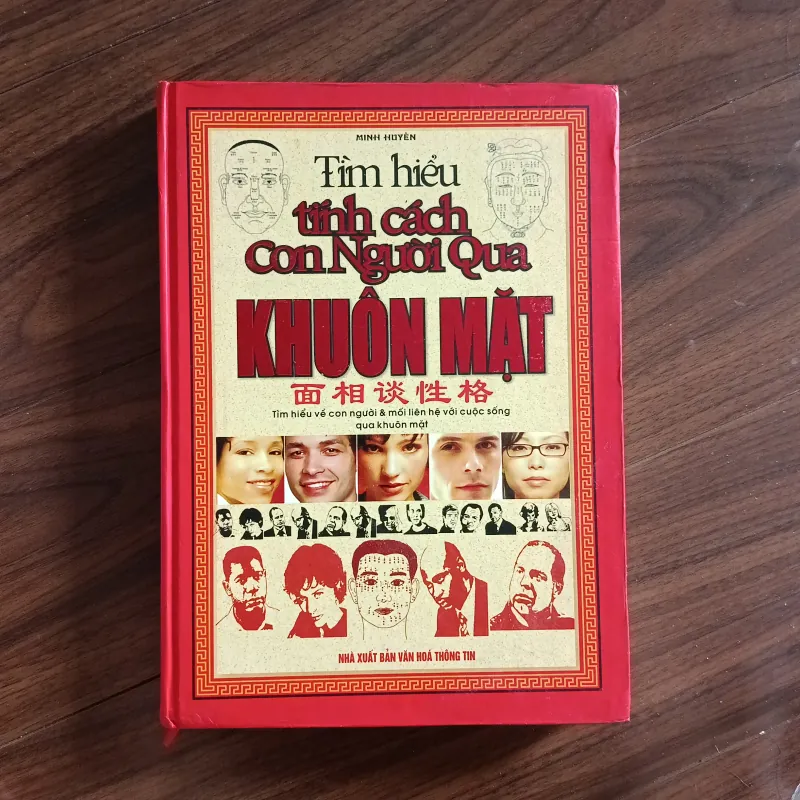 MINH HUYỀN
Tìm hiểu
tính cách
Con Người Qua
KHUÔN MẶT
面相谈性格
Tìm hiểu về con người & mối liên hệ với cuộc sống
qua khuôn mặt
NHÀ XUẤT BẢN VĂN HOÁ THÔNG TIN